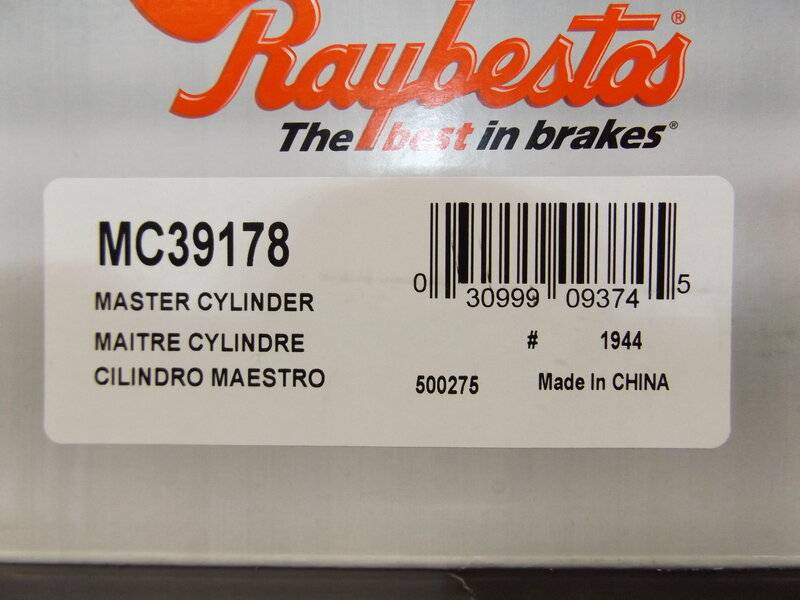 Raybestos®
The best in brakes®
MC39178
MASTER CYLINDER
MAITRE CYLINDRE
CILINDRO MAESTRO
0 30999 09374 5
# 1944
500275 Made In CHINA